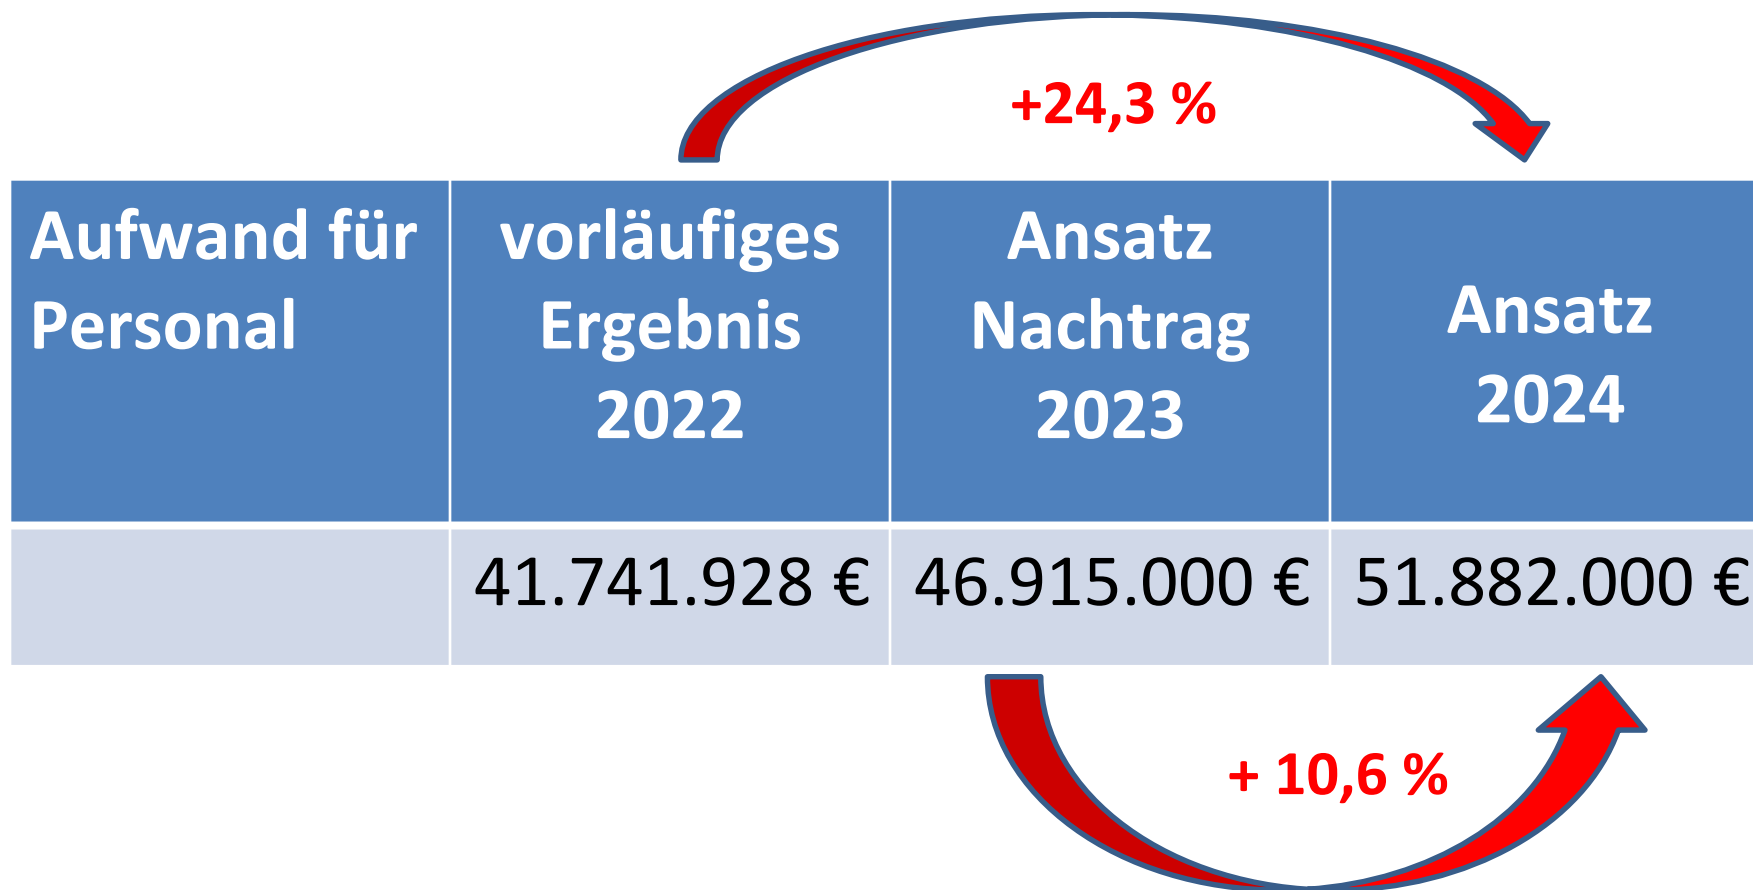 +24,3 %
Aufwand für
Personal
vorläufiges
Ergebnis
2022
Ansatz
Nachtrag
2023
Ansatz
2024
41.741.928 €
46.915.000 €
51.882.000 €
+ 10,6 %